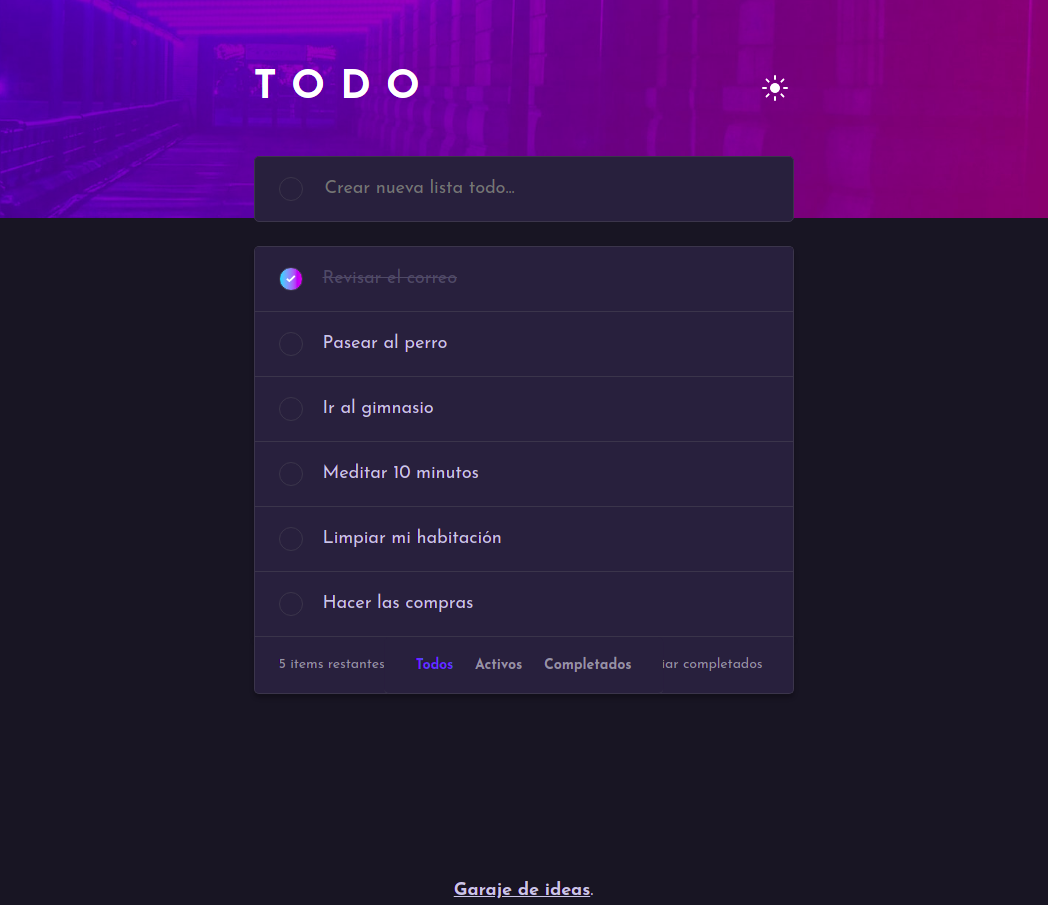 TODO
Crear nueva lista todo...
Revisar el correo
Pasear al perro
Ir al gimnasio
Meditar 10 minutos
Limpiar mi habitación
Hacer las compras
5 items restantes Todos Activos Completados iar completados
Garaje de ideas.